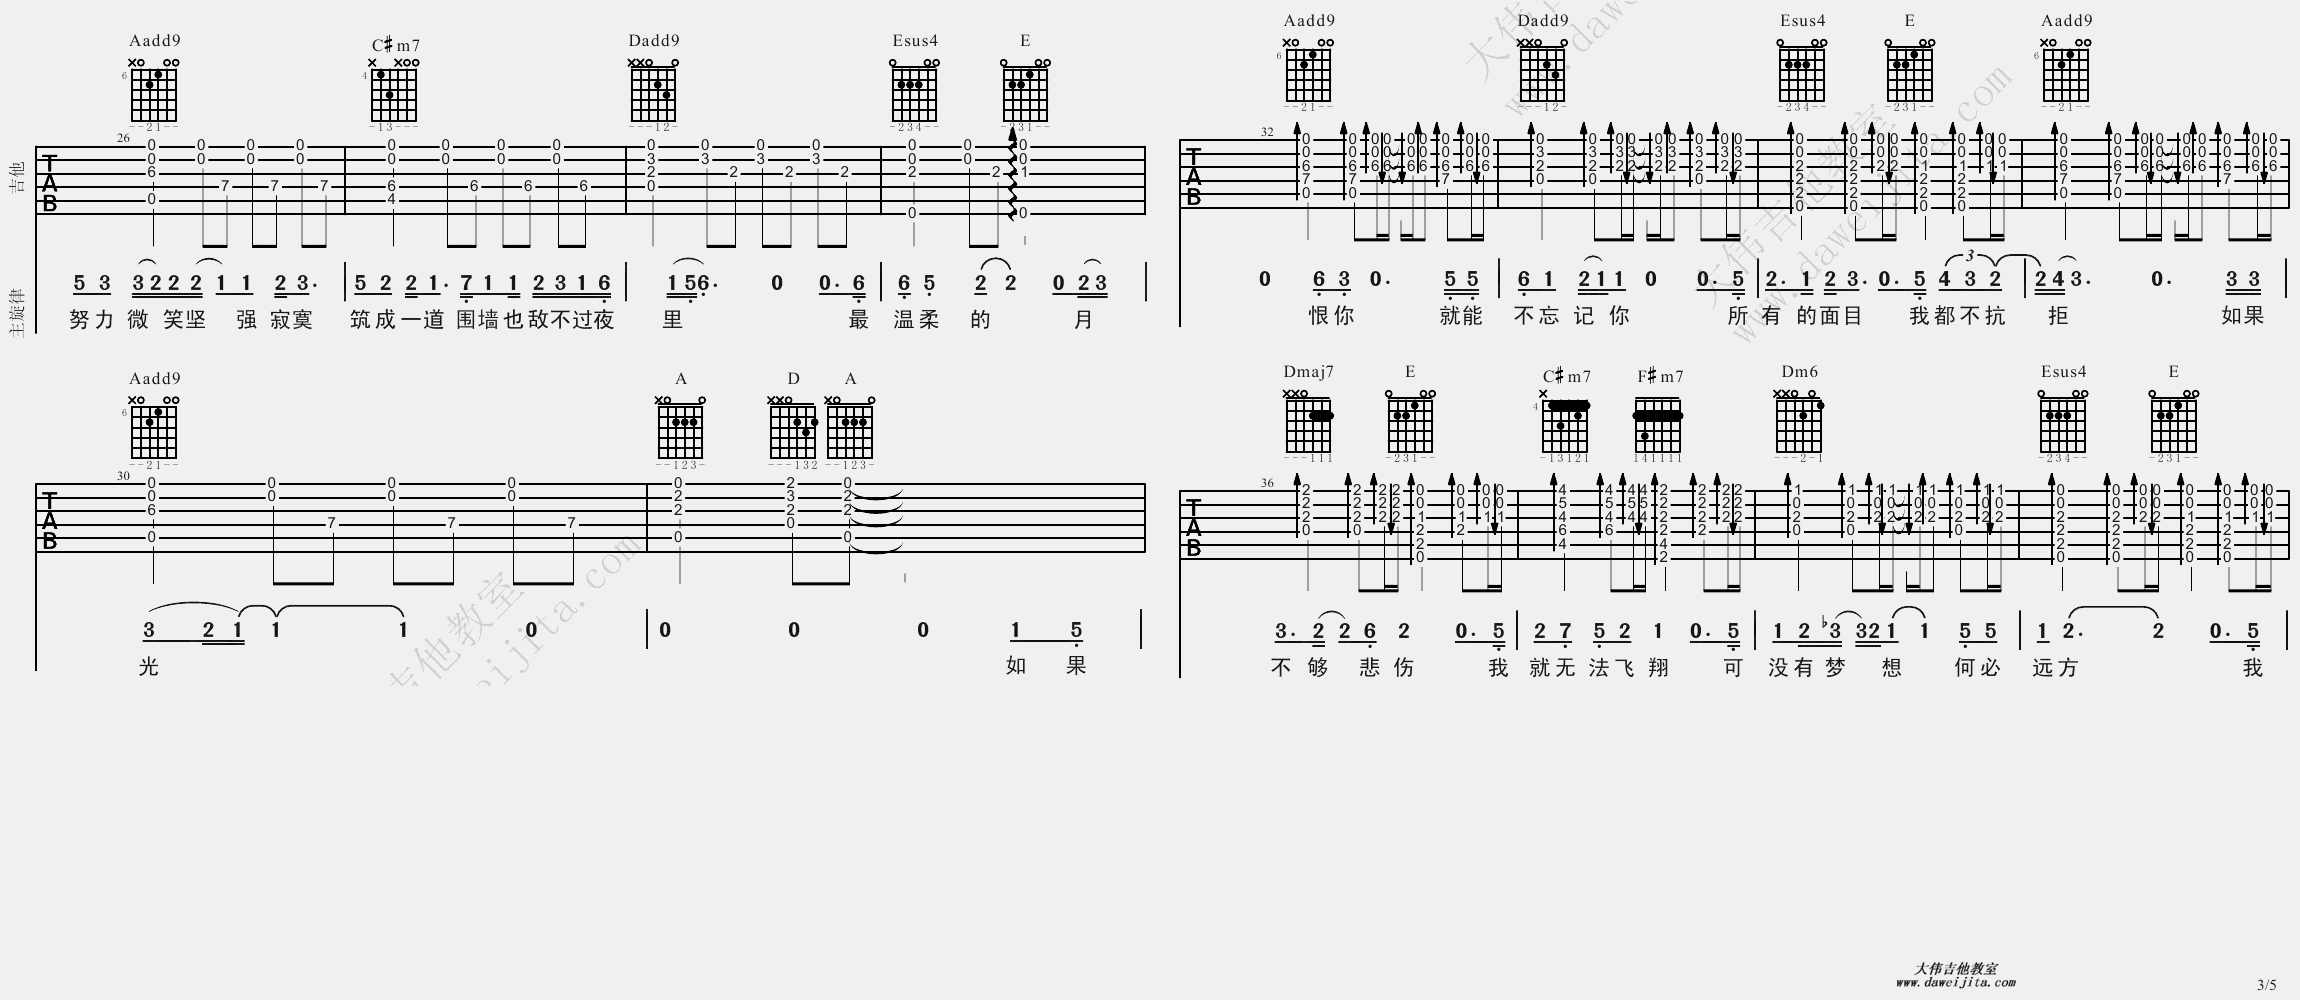 Aadd9 C#m7 Dadd9 Esus4 E
吉他
26
主旋律
5 3 3 2 2 2 1 1 2 3. 5 2 2 1. 7 1 1 2 3 1 6 1 5 6. 0 0. 6 6 5 2 2 0 2 3
努力 微 笑坚 强 寂寞 筑成一道 围墙也敌不过夜 里 最 温柔 的 月
Aadd9 A D A
30
3 2 1 1 1 0 0 0 0 1 5
光 如 果
Aadd9 Dadd9 Esus4 E Aadd9
32
0 6 3 0. 5 5 6 1 2 1 1 0 0. 5 2. 1 2 3. 0. 5 4 3 2 2 4 3. 0. 3 3
恨你 就能 不忘 记 你 所 有 的面目 我都不抗 拒 如果
Dmaj7 E C#m7 F#m7 Dm6 Esus4 E
36
3. 2 2 6 2 0. 5 2 7 5 2 1 0. 5 1 2 ♭3 3 2 1 1 5 5 1 2. 2 0. 5
不 够 悲 伤 我 就无 法飞 翔 可 没有 梦 想 何必 远方 我
大伟吉他教室
www.daweijita.com
3/5